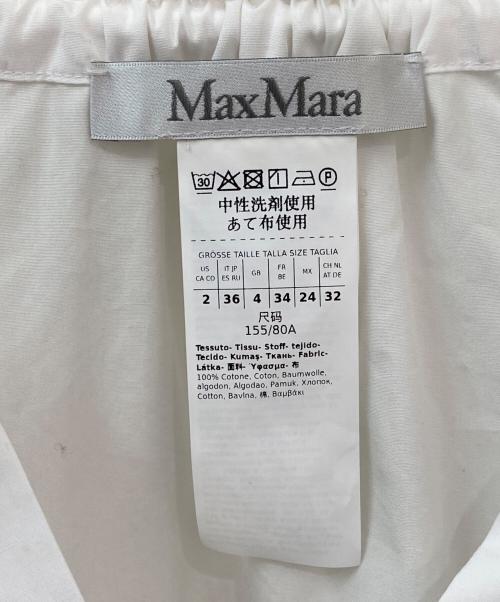 MaxMara
30 P
中性洗剤使用
あて布使用
GRÖSSE TAILLE TALLA SIZE TAGLIA
US CA CO IT JP ES RU GB FR BE MX CH NL AT DE
2 36 4 34 24 32
尺码
155/80A
Tessuto- Tissu- Stoff- tejido-
Tecido- Kumaş- Ткань- Fabric-
Látka- 面料- Ύφασμα- 布
100% Cotone, Coton, Baumwolle,
algodon, Algodao, Pamuk, Хлопок,
Cotton, Bavlna, 棉, Βαμβάκι